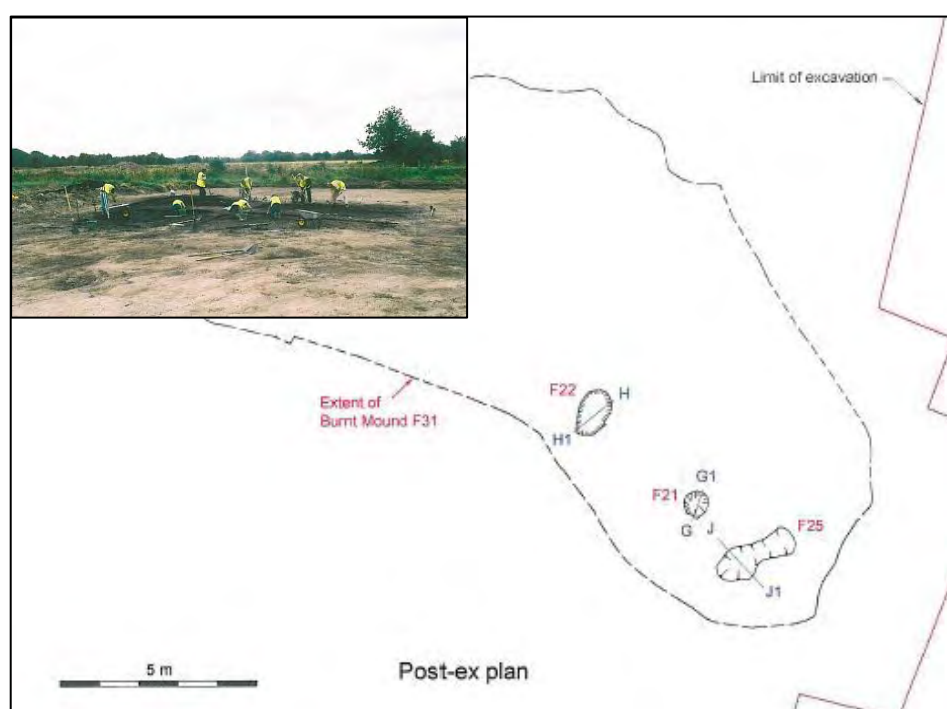 Limit of excavation
Extent of
Burnt Mound F31
F22
H
H1
G1
F21
G
J
F25
J1
5 m
Post-ex plan